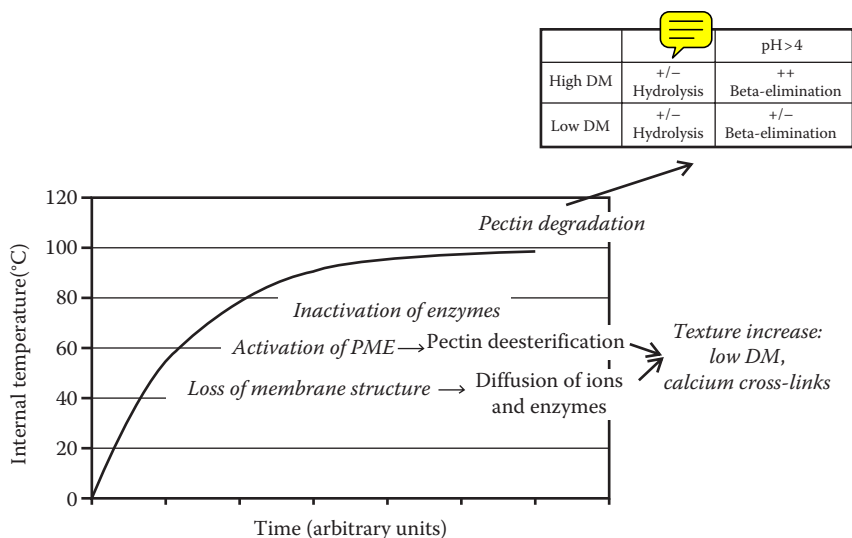 pH>4
High DM
+/−
Hydrolysis
++
Beta-elimination
Low DM
+/−
Hydrolysis
+/−
Beta-elimination
120
Pectin degradation
100
80
Inactivation of enzymes
60
Activation of PME → Pectin deesterification
Texture increase:
low DM,
calcium cross-links
Loss of membrane structure → Diffusion of ions
and enzymes
40
20
0
Internal temperature(°C)
Time (arbitrary units)